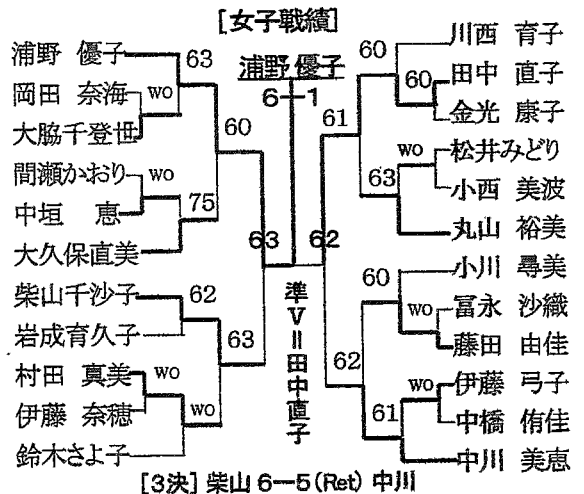 [女子戦績]
浦野 優子
岡田 奈海
大脇千登世
間瀬かおり
中垣 恵
大久保直美
柴山千沙子
岩成育久子
村田 真美
伊藤 奈穂
鈴木さよ子
63
wo
60
wo
75
63
62
63
wo
wo
浦野優子
6-1
準V=田中直子
60
60
61
wo
63
62
60
wo
62
wo
61
川西 育子
田中 直子
金光 康子
松井みどり
小西 美波
丸山 裕美
小川 尋美
冨永 沙織
藤田 由佳
伊藤 弓子
中橋 侑佳
中川 美恵
[3決] 柴山 6-5(Ret) 中川